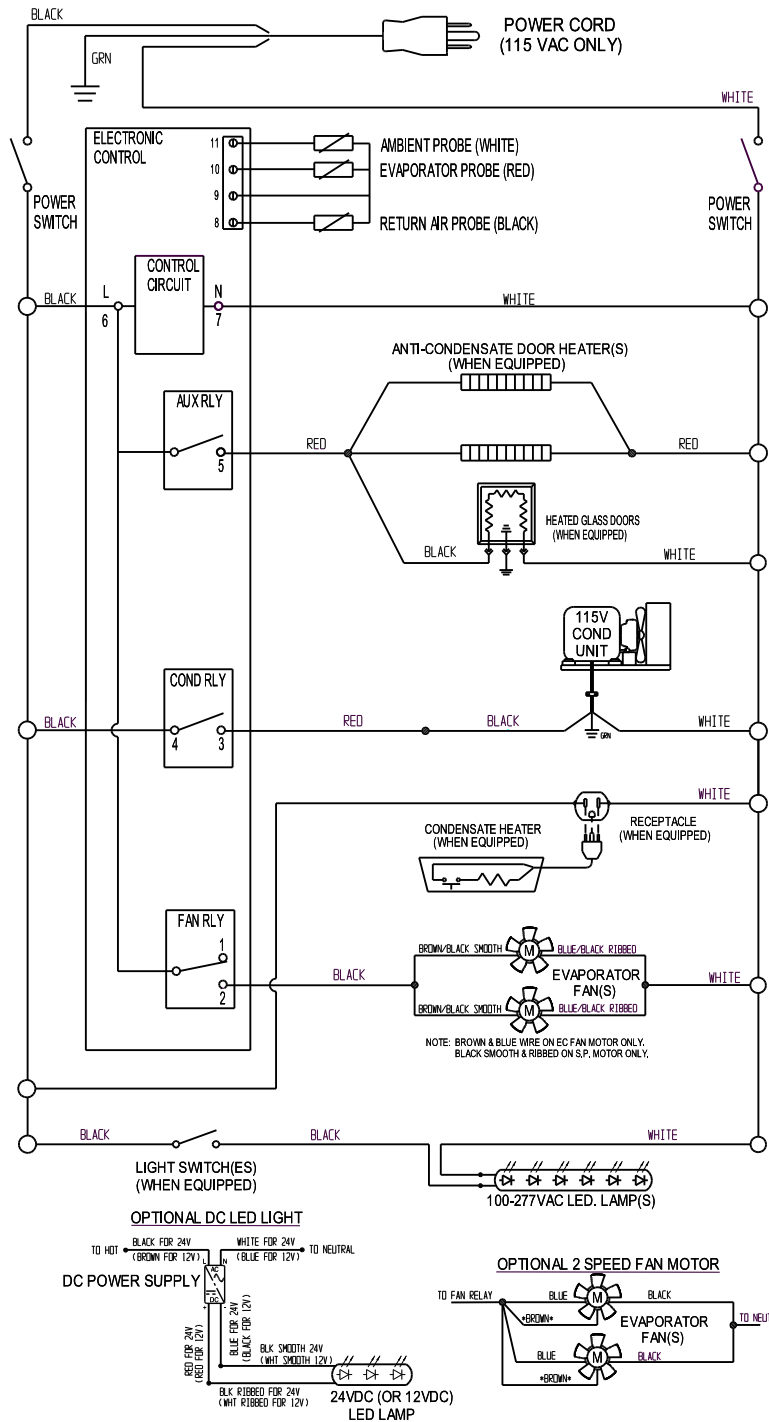 BLACK
POWER CORD
(115 VAC ONLY)
GRN
WHITE
ELECTRONIC
CONTROL
11
AMBIENT PROBE (WHITE)
10
EVAPORATOR PROBE (RED)
9
8
RETURN AIR PROBE (BLACK)
POWER
SWITCH
POWER
SWITCH
CONTROL
CIRCUIT
BLACK
L
6
N
7
WHITE
ANTI-CONDENSATE DOOR HEATER(S)
(WHEN EQUIPPED)
AUX RLY
5
RED
RED
HEATED GLASS DOORS
(WHEN EQUIPPED)
BLACK
WHITE
115V
COND
UNIT
COND RLY
BLACK
4
3
RED
BLACK
GRN
WHITE
WHITE
RECEPTACLE
(WHEN EQUIPPED)
CONDENSATE HEATER
(WHEN EQUIPPED)
FAN RLY
1
2
BLACK
BROWN/BLACK SMOOTH
M
BLUE/BLACK RIBBED
EVAPORATOR
FAN(S)
WHITE
BROWN/BLACK SMOOTH
M
BLUE/BLACK RIBBED
NOTE: BROWN & BLUE WIRE ON EC FAN MOTOR ONLY.
BLACK SMOOTH & RIBBED ON S.P. MOTOR ONLY.
BLACK
BLACK
WHITE
LIGHT SWITCH(ES)
(WHEN EQUIPPED)
100-277VAC LED. LAMP(S)
OPTIONAL DC LED LIGHT
TO HOT
BLACK FOR 24V
(BROWN FOR 12V)
WHITE FOR 24V
(BLUE FOR 12V)
TO NEUTRAL
L
N
AC
DC
DC POWER SUPPLY
+
-
RED FOR 24V
(RED FOR 12V)
BLUE FOR 24V
(BLACK FOR 12V)
BLK SMOOTH 24V
(WHT SMOOTH 12V)
BLK RIBBED FOR 24V
(WHT RIBBED FOR 12V)
24VDC (OR 12VDC)
LED LAMP
OPTIONAL 2 SPEED FAN MOTOR
TO FAN RELAY
BLUE
M
BLACK
*BROWN*
EVAPORATOR
FAN(S)
TO NEUT
BLUE
M
BLACK
*BROWN*